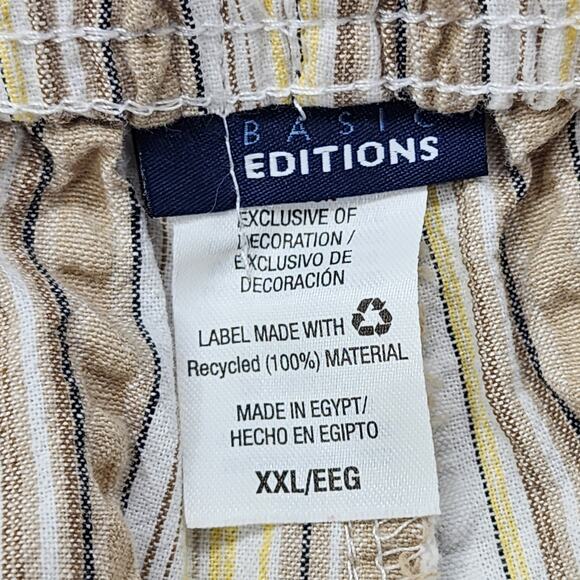 BASIC
EDITIONS
EXCLUSIVE OF
DECORATION /
EXCLUSIVO DE
DECORACIÓN
LABEL MADE WITH
Recycled (100%) MATERIAL
MADE IN EGYPT/
HECHO EN EGIPTO
XXL/EEG